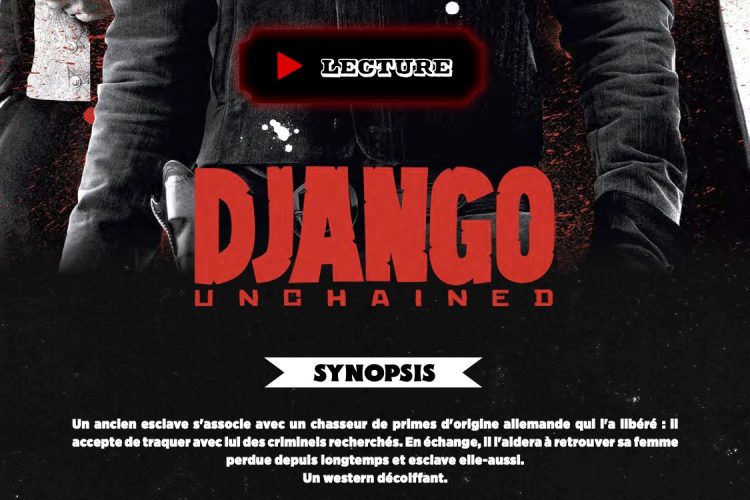 LECTURE
DJANGO
UNCHAINED
SYNOPSIS
Un ancien esclave s'associe avec un chasseur de primes d'origine allemande qui l'a libéré : il
accepte de traquer avec lui des criminels recherchés. En échange, il l'aidera à retrouver sa femme
perdue depuis longtemps et esclave elle-aussi.
Un western décoiffant.